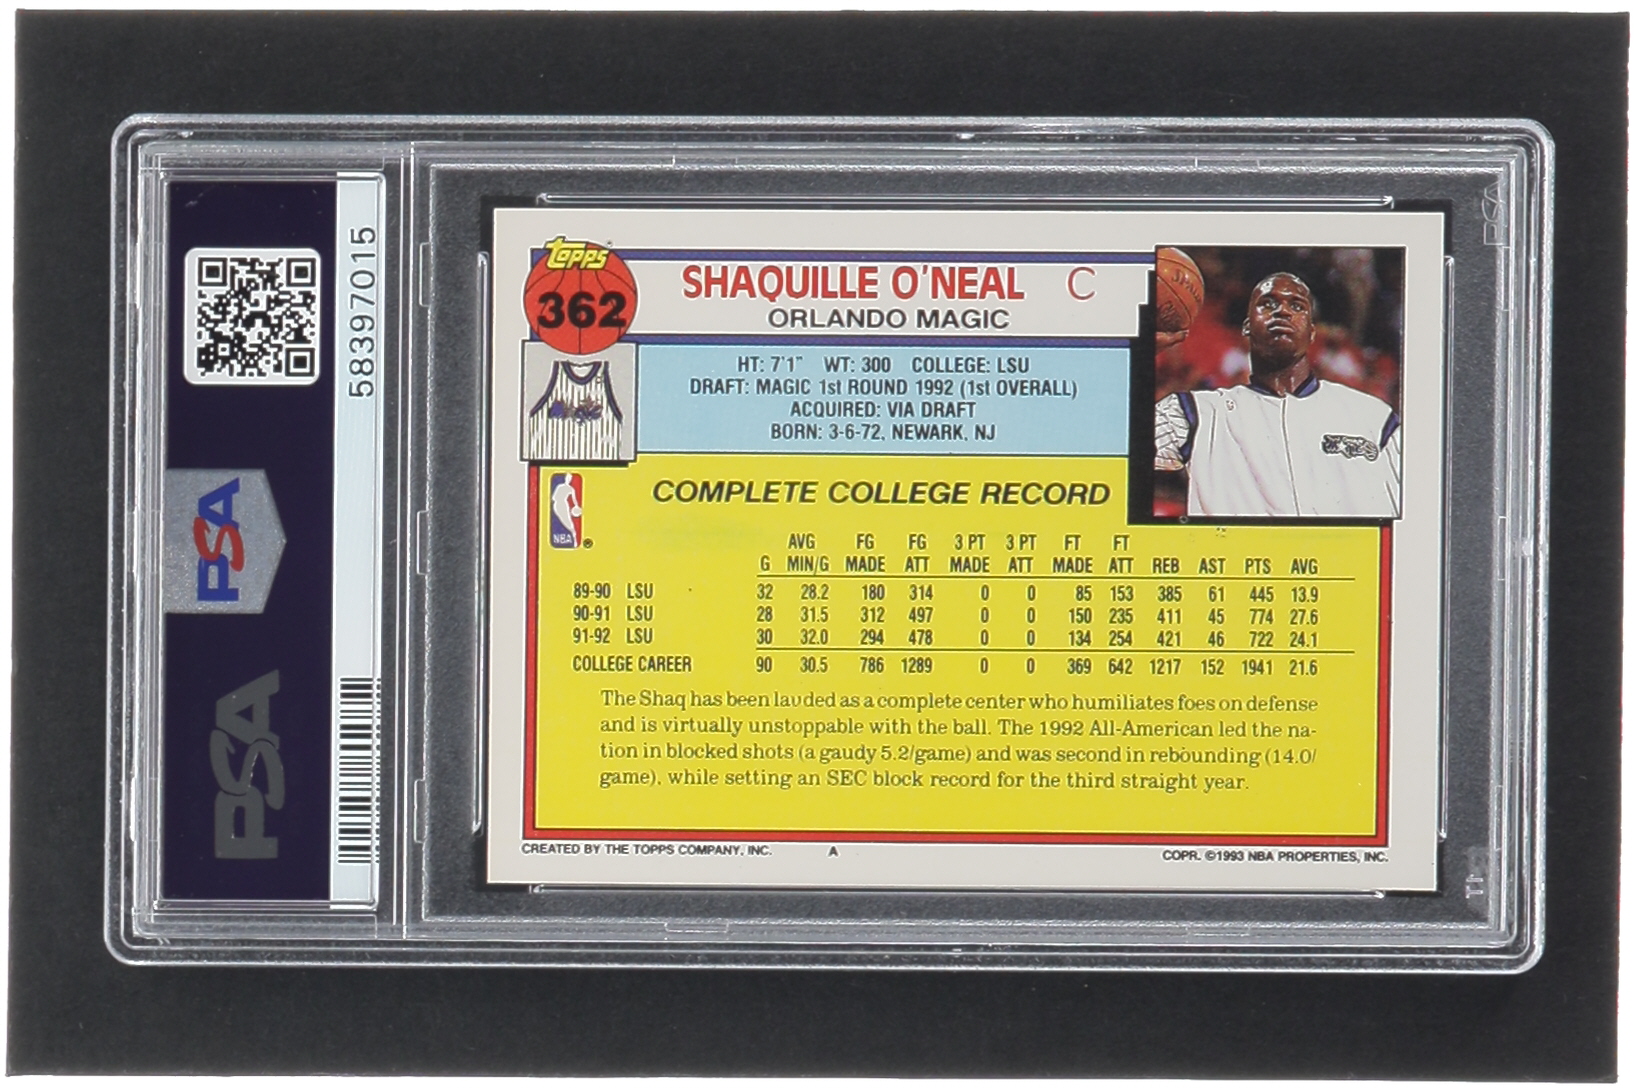 58397015
PSA
PSA
Topps
362
SHAQUILLE O'NEAL C
ORLANDO MAGIC
HT: 7'1" WT: 300 COLLEGE: LSU
DRAFT: MAGIC 1st ROUND 1992 (1st OVERALL)
ACQUIRED: VIA DRAFT
BORN: 3-6-72, NEWARK, NJ
Magic
NBA
COMPLETE COLLEGE RECORD
AVG FG FG 3 PT 3 PT FT FT
G MIN/G MADE ATT MADE ATT MADE ATT REB AST PTS AVG
89-90 LSU 32 28.2 180 314 0 0 85 153 385 61 445 13.9
90-91 LSU 28 31.5 312 497 0 0 150 235 411 45 774 27.6
91-92 LSU 30 32.0 294 478 0 0 134 254 421 46 722 24.1
COLLEGE CAREER 90 30.5 786 1289 0 0 369 642 1217 152 1941 21.6
The Shaq has been lauded as a complete center who humiliates foes on defense
and is virtually unstoppable with the ball. The 1992 All-American led the na-
tion in blocked shots (a gaudy 5.2/game) and was second in rebounding (14.0/
game), while setting an SEC block record for the third straight year.
CREATED BY THE TOPPS COMPANY, INC. A COPR. ©1993 NBA PROPERTIES, INC.
PSA